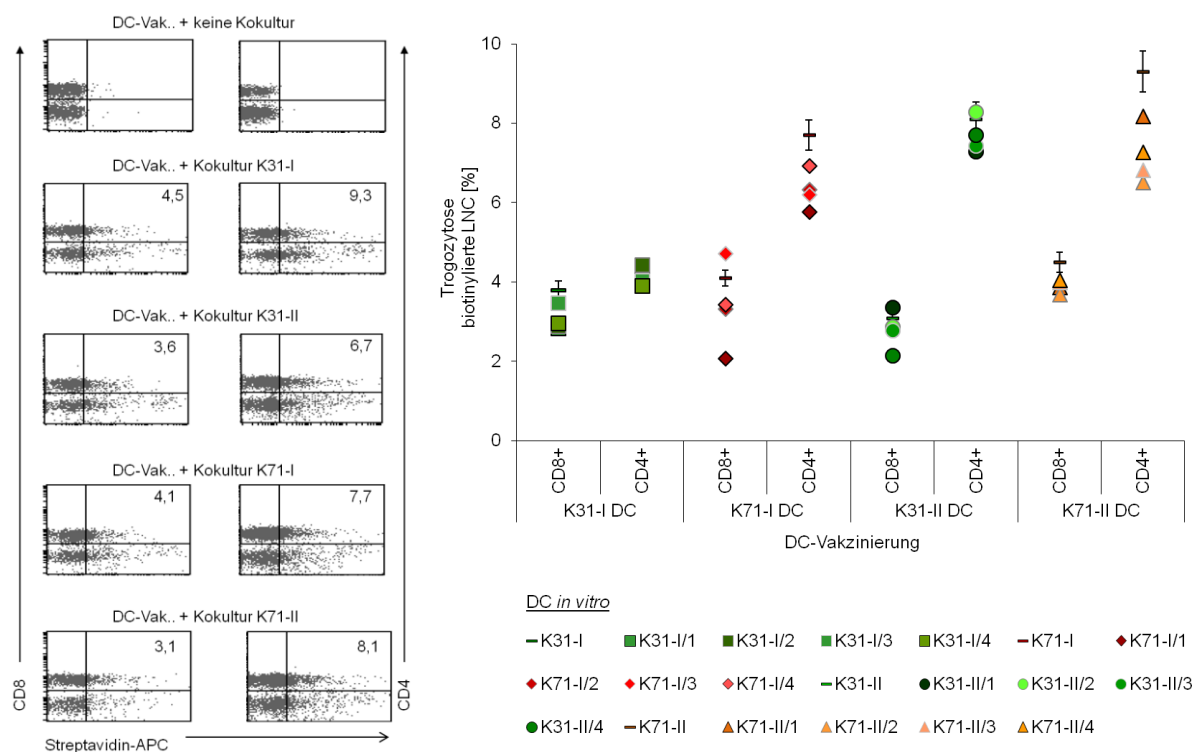 DC-Vak.. + keine Kokultur
DC-Vak.. + Kokultur K31-I
4,5
9,3
DC-Vak.. + Kokultur K31-II
3,6
6,7
DC-Vak.. + Kokultur K71-I
4,1
7,7
DC-Vak.. + Kokultur K71-II
3,1
8,1
CD8
CD4
Streptavidin-APC
Trogozytose
biotinylierte LNC [%]
10
8
6
4
2
0
CD8+ CD4+ CD8+ CD4+ CD8+ CD4+ CD8+ CD4+
K31-I DC K71-I DC K31-II DC K71-II DC
DC-Vakzinierung
DC in vitro
K31-I K31-I/1 K31-I/2 K31-I/3 K31-I/4 K71-I K71-I/1
K71-I/2 K71-I/3 K71-I/4 K31-II K31-II/1 K31-II/2 K31-II/3
K31-II/4 K71-II K71-II/1 K71-II/2 K71-II/3 K71-II/4